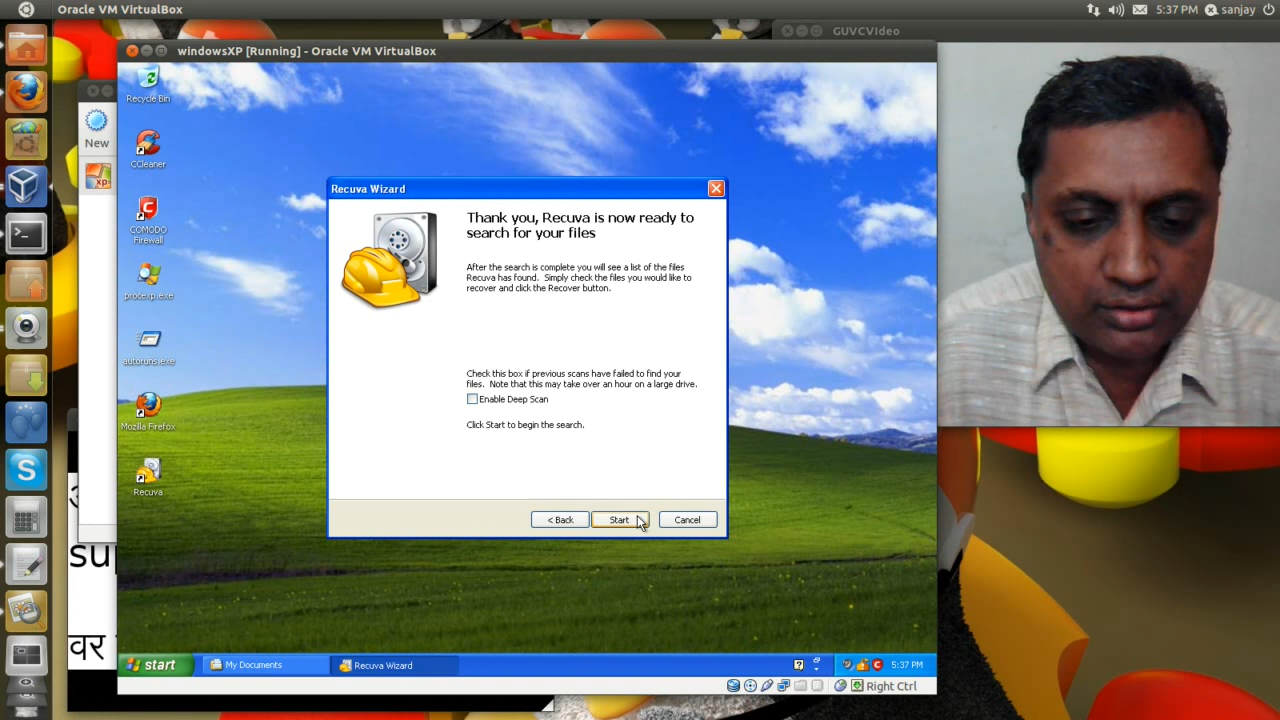 Oracle VM VirtualBox
5:37 PM
sanjay
GUVCVIdeo
windowsXP [Running] - Oracle VM VirtualBox
New
xp
Recycle Bin
CCleaner
COMODO
Firewall
procexp.exe
autoruns.exe
Mozilla Firefox
Recuva
Recuva Wizard
Thank you, Recuva is now ready to
search for your files
After the search is complete you will see a list of the files
Recuva has found. Simply check the files you would like to
recover and click the Recover button.
Check this box if previous scans have failed to find your
files. Note that this may take over an hour on a large drive.
Enable Deep Scan
Click Start to begin the search.
< Back
Start
Cancel
वर
start
My Documents
Recuva Wizard
5:37 PM
Right Ctrl